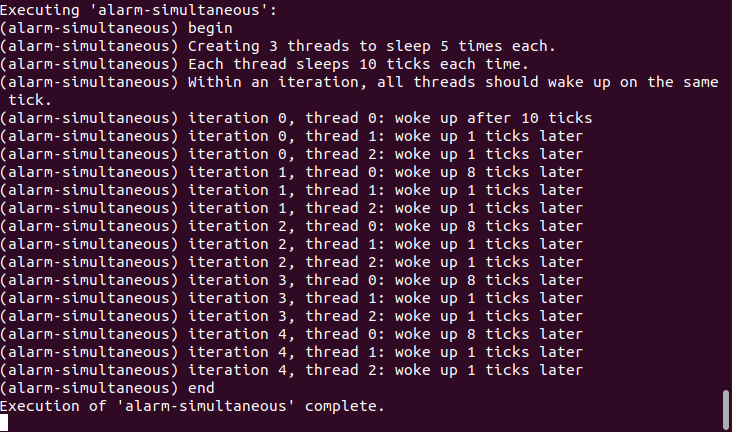 Executing 'alarm-simultaneous':
(alarm-simultaneous) begin
(alarm-simultaneous) Creating 3 threads to sleep 5 times each.
(alarm-simultaneous) Each thread sleeps 10 ticks each time.
(alarm-simultaneous) Within an iteration, all threads should wake up on the same
 tick.
(alarm-simultaneous) iteration 0, thread 0: woke up after 10 ticks
(alarm-simultaneous) iteration 0, thread 1: woke up 1 ticks later
(alarm-simultaneous) iteration 0, thread 2: woke up 1 ticks later
(alarm-simultaneous) iteration 1, thread 0: woke up 8 ticks later
(alarm-simultaneous) iteration 1, thread 1: woke up 1 ticks later
(alarm-simultaneous) iteration 1, thread 2: woke up 1 ticks later
(alarm-simultaneous) iteration 2, thread 0: woke up 8 ticks later
(alarm-simultaneous) iteration 2, thread 1: woke up 1 ticks later
(alarm-simultaneous) iteration 2, thread 2: woke up 1 ticks later
(alarm-simultaneous) iteration 3, thread 0: woke up 8 ticks later
(alarm-simultaneous) iteration 3, thread 1: woke up 1 ticks later
(alarm-simultaneous) iteration 3, thread 2: woke up 1 ticks later
(alarm-simultaneous) iteration 4, thread 0: woke up 8 ticks later
(alarm-simultaneous) iteration 4, thread 1: woke up 1 ticks later
(alarm-simultaneous) iteration 4, thread 2: woke up 1 ticks later
(alarm-simultaneous) end
Execution of 'alarm-simultaneous' complete.